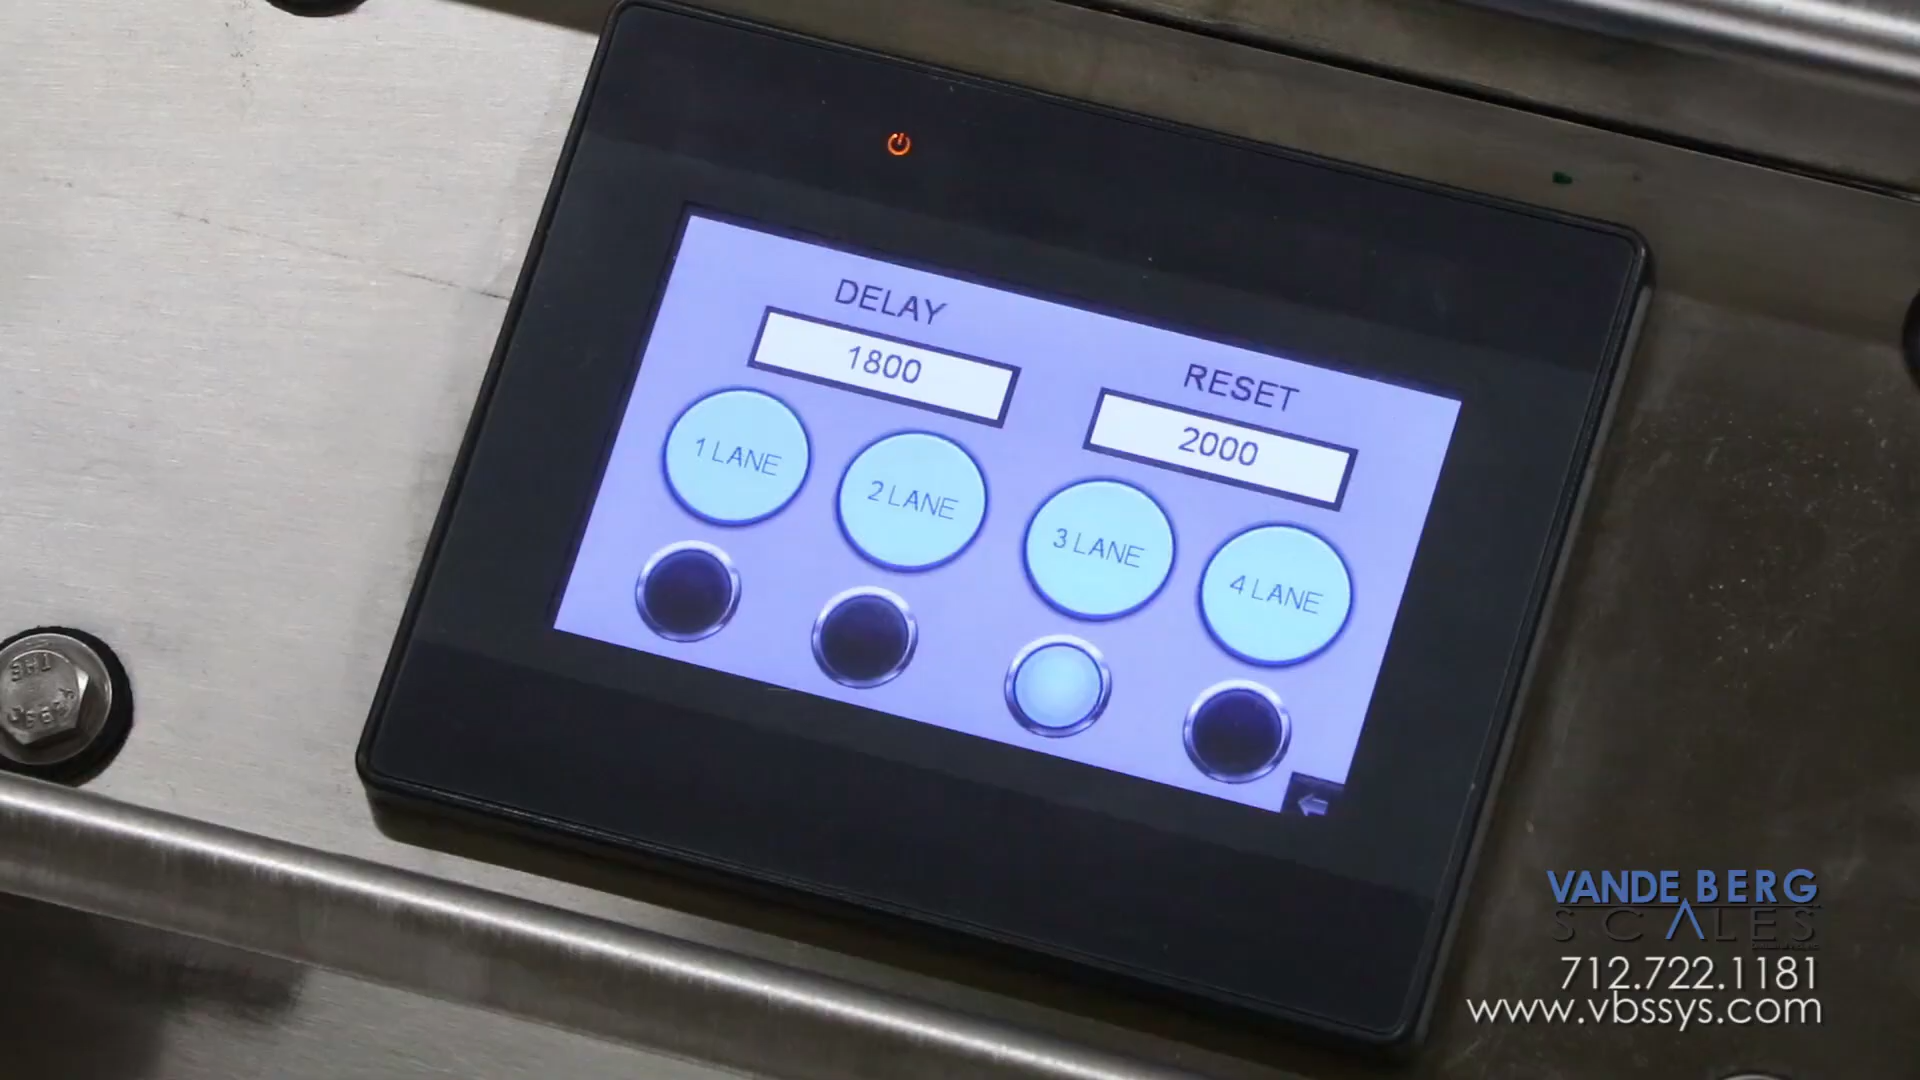 DELAY
1800
RESET
2000
1 LANE
2 LANE
3 LANE
4 LANE
THE
VANDE BERG
SCALES
712.722.1181
www.vbssys.com